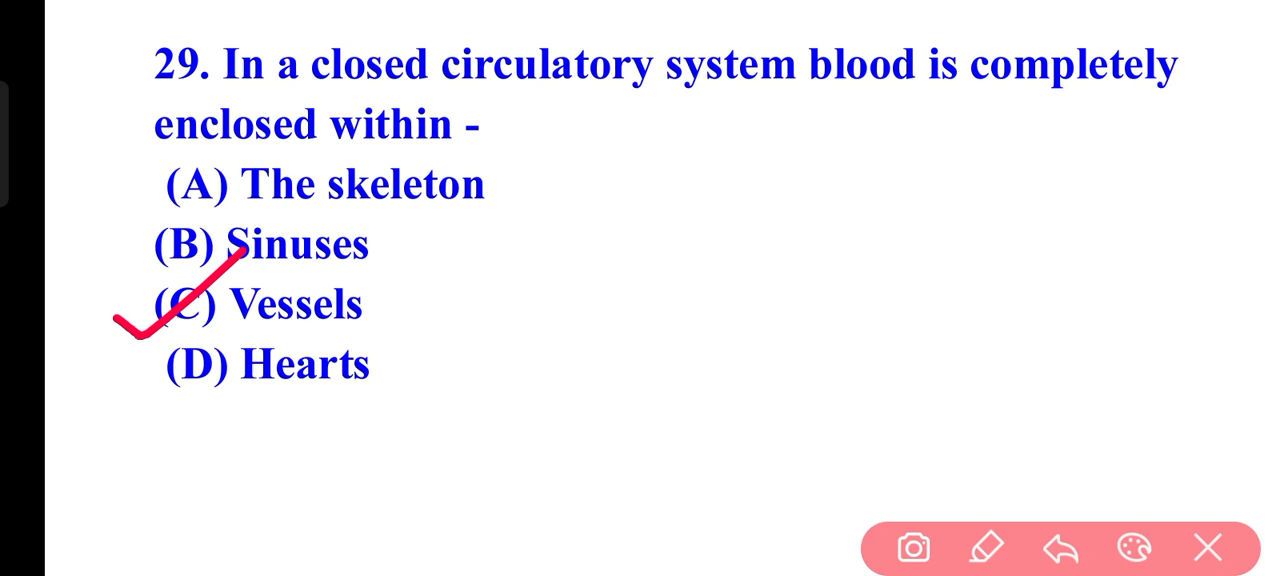 29. In a closed circulatory system blood is completely
enclosed within -
(A) The skeleton
(B) Sinuses
(C) Vessels
(D) Hearts